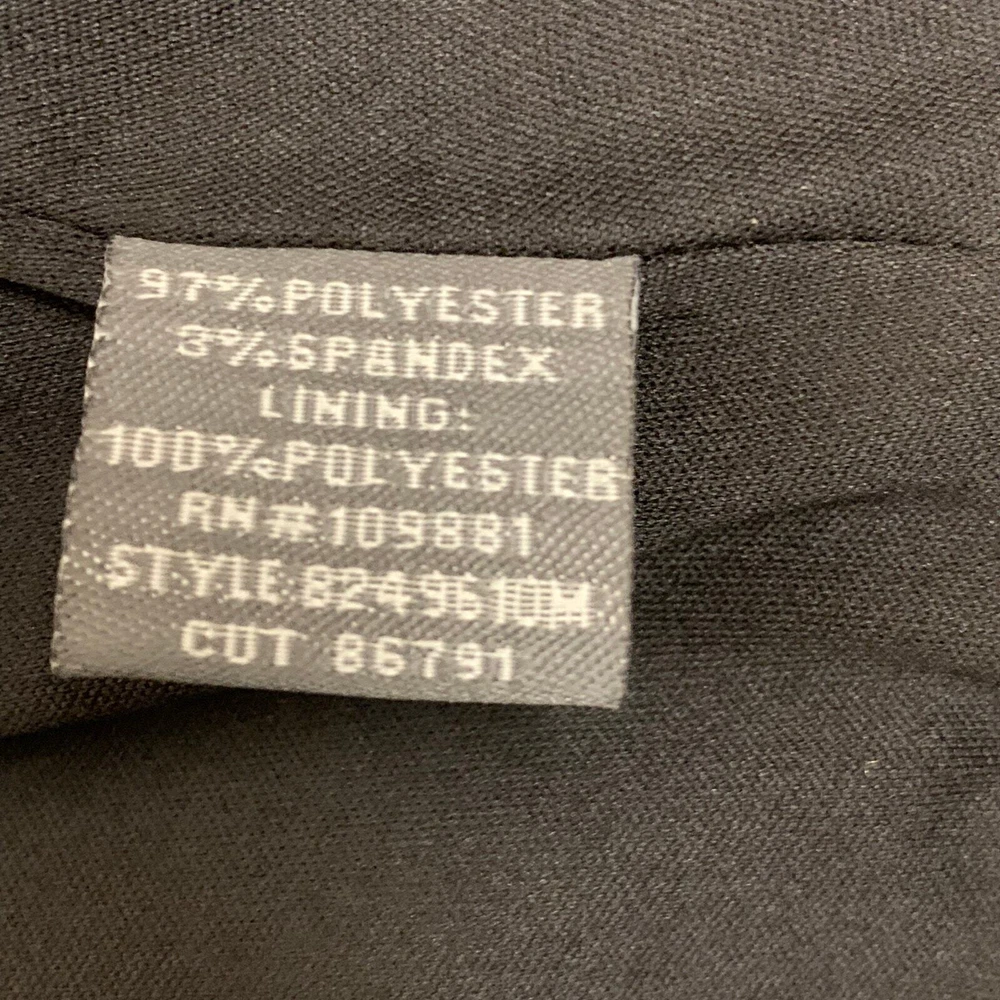 97% POLYESTER
3% SPANDEX
LINING:
100% POLYESTER
RN#109881
STYLE:8249610M
CUT 86791